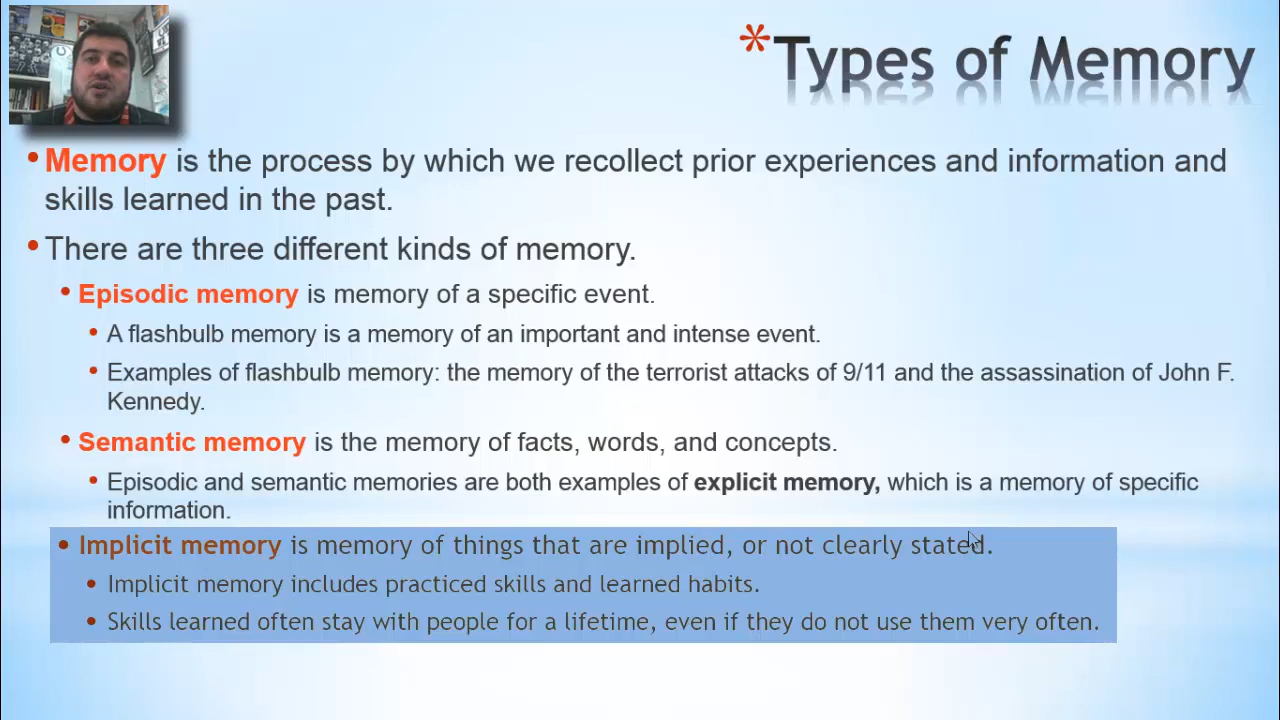 *Types of Memory
• Memory is the process by which we recollect prior experiences and information and
skills learned in the past.
• There are three different kinds of memory.
• Episodic memory is memory of a specific event.
• A flashbulb memory is a memory of an important and intense event.
• Examples of flashbulb memory: the memory of the terrorist attacks of 9/11 and the assassination of John F.
Kennedy.
• Semantic memory is the memory of facts, words, and concepts.
• Episodic and semantic memories are both examples of explicit memory, which is a memory of specific
information.
• Implicit memory is memory of things that are implied, or not clearly stated.
• Implicit memory includes practiced skills and learned habits.
• Skills learned often stay with people for a lifetime, even if they do not use them very often.